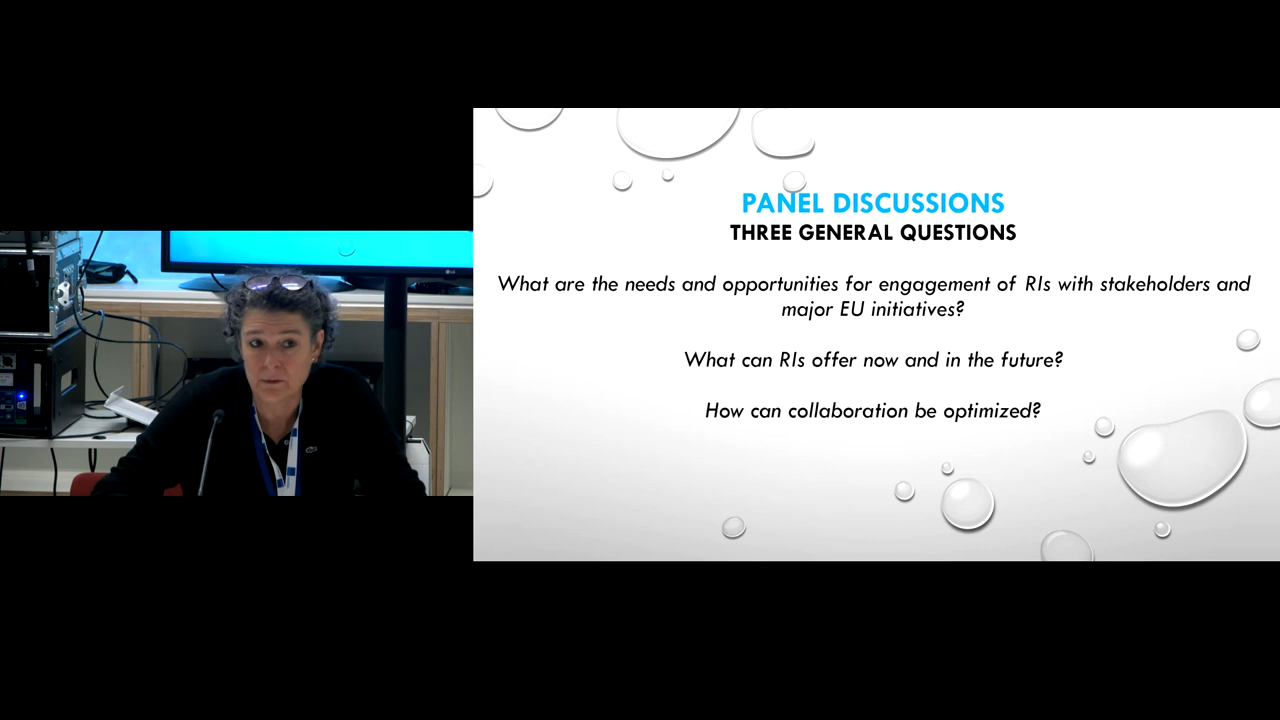 PANEL DISCUSSIONS
THREE GENERAL QUESTIONS
What are the needs and opportunities for engagement of RIs with stakeholders and
major EU initiatives?
What can RIs offer now and in the future?
How can collaboration be optimized?
LG